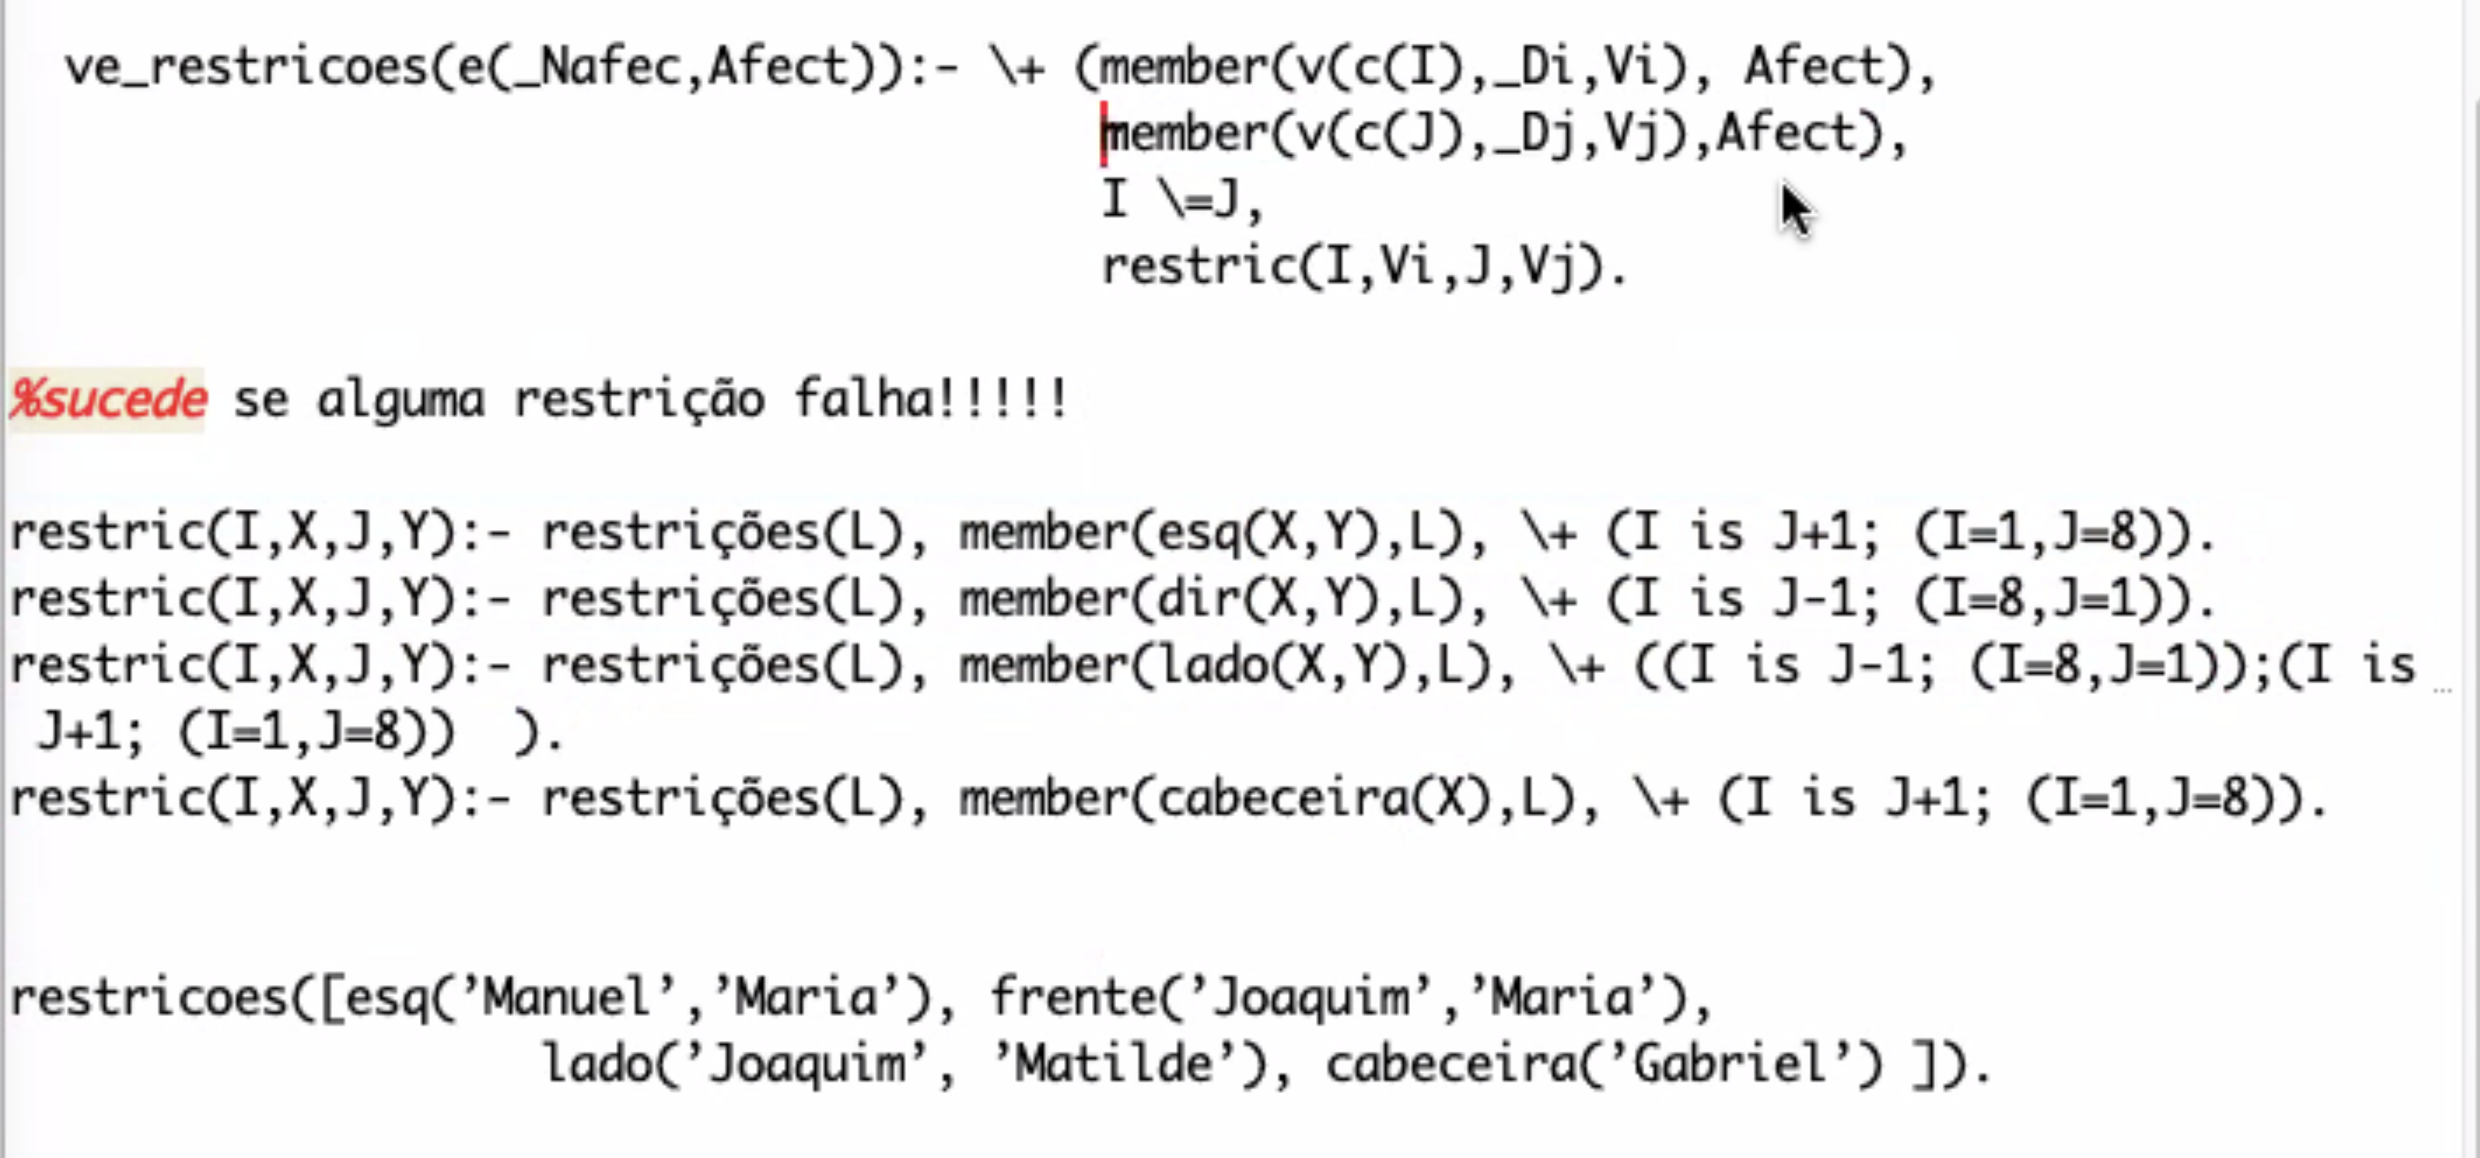 ve_restricoes(e(_Nafec,Afect)):- \+ (member(v(c(I),_Di,Vi), Afect),
member(v(c(J),_Dj,Vj),Afect),
I \=J,
restric(I,Vi,J,Vj).
%sucede se alguma restrição falha!!!!!
restric(I,X,J,Y):- restrições(L), member(esq(X,Y),L), \+ (I is J+1; (I=1,J=8)).
restric(I,X,J,Y):- restrições(L), member(dir(X,Y),L), \+ (I is J-1; (I=8,J=1)).
restric(I,X,J,Y):- restrições(L), member(lado(X,Y),L), \+ ((I is J-1; (I=8,J=1));(I is …
J+1; (I=1,J=8))  ).
restric(I,X,J,Y):- restrições(L), member(cabeceira(X),L), \+ (I is J+1; (I=1,J=8)).
restricoes([esq(’Manuel’,’Maria’), frente(’Joaquim’,’Maria’),
lado(’Joaquim’, ’Matilde’), cabeceira(’Gabriel’) ]).